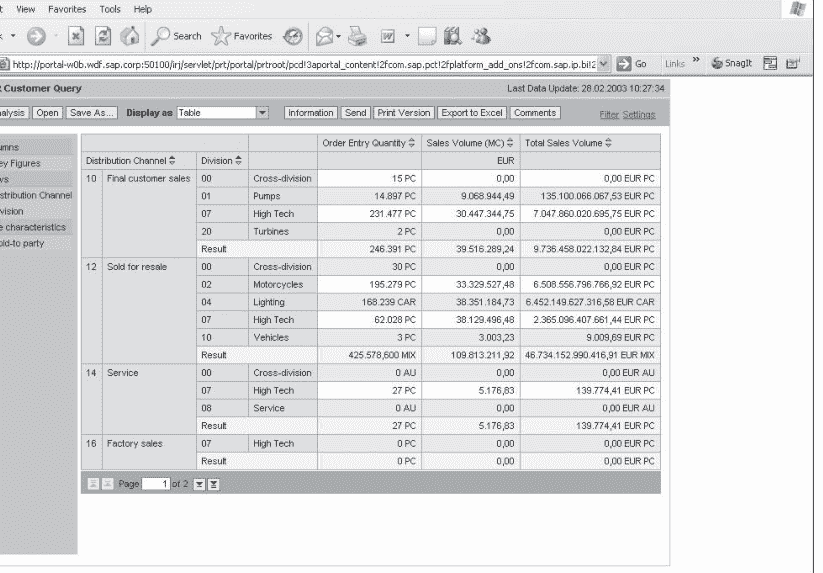 View Favorites Tools Help
Search Favorites
http://portal-w0b.wdf.sap.corp:50100/irj/servlet/prt/portal/prtroot/pcd!3aportal_content!2fcom.sap.pct!2fplatform_add_ons!2fcom.sap.ip.bi!2 Go Links » SnagIt
Customer Query Last Data Update: 28.02.2003 10:27:34
nalysis Open Save As... Display as Table Information Send Print Version Export to Excel Comments Filter Settings
umns
ey Figures
ws
stribution Channel
vision
e characteristics
old-to party
Order Entry Quantity Sales Volume (MC) Total Sales Volume
Distribution Channel Division EUR
10 Final customer sales 00 Cross-division 15 PC 0,00 0,00 EUR PC
01 Pumps 14.897 PC 9.068.944,49 135.100.066.067,53 EUR PC
07 High Tech 231.477 PC 30.447.344,75 7.047.860.020.695,75 EUR PC
20 Turbines 2 PC 0,00 0,00 EUR PC
Result 246.391 PC 39.516.289,24 9.736.458.022.132,84 EUR PC
12 Sold for resale 00 Cross-division 30 PC 0,00 0,00 EUR PC
02 Motorcycles 195.279 PC 33.329.527,48 6.508.556.796.766,92 EUR PC
04 Lighting 168.239 CAR 38.351.184,73 6.452.149.627.316,58 EUR CAR
07 High Tech 62.028 PC 38.129.496,48 2.365.096.407.661,44 EUR PC
10 Vehicles 3 PC 3.003,23 9.009,69 EUR PC
Result 425.578,600 MIX 109.813.211,92 46.734.152.990.416,91 EUR MIX
14 Service 00 Cross-division 0 AU 0,00 0,00 EUR AU
07 High Tech 27 PC 5.176,83 139.774,41 EUR PC
08 Service 0 AU 0,00 0,00 EUR AU
Result 27 PC 5.176,83 139.774,41 EUR PC
16 Factory sales 07 High Tech 0 PC 0,00 0,00 EUR PC
Result 0 PC 0,00 0,00 EUR PC
Page 1 of 2